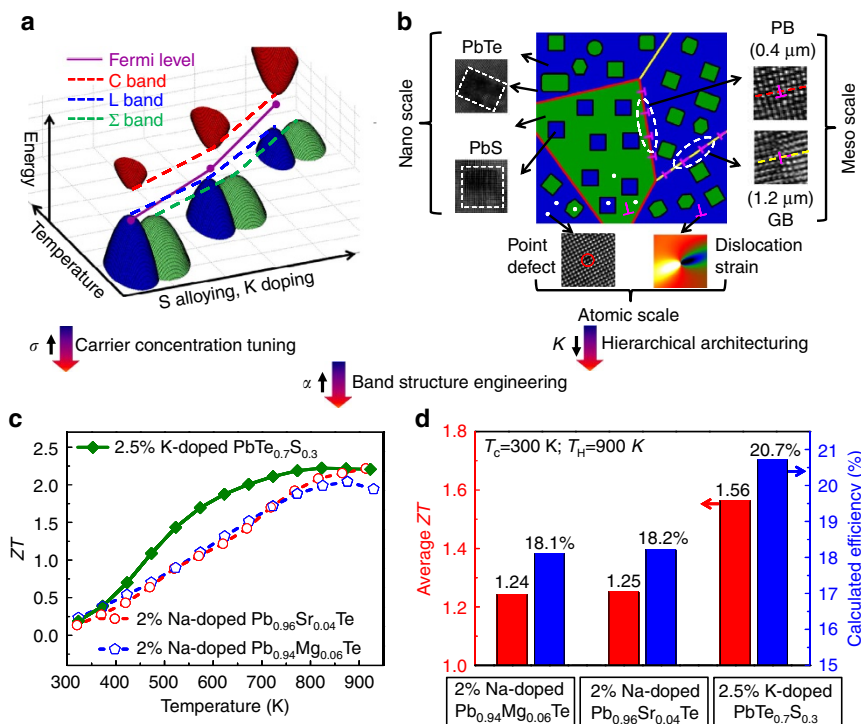 a
Fermi level
C band
L band
Σ band
Energy
Temperature
S alloying, K doping
b
PbTe
PbS
Nano scale
PB
(0.4 μm)
(1.2 μm)
GB
Meso scale
Point
defect
Dislocation
strain
Atomic scale
σ
Carrier concentration tuning
K
Hierarchical architecturing
α
Band structure engineering
c
2.5% K-doped PbTe0.7S0.3
2% Na-doped Pb0.96Sr0.04Te
2% Na-doped Pb0.94Mg0.06Te
ZT
2.5
2.0
1.5
1.0
0.5
0.0
300 400 500 600 700 800 900
Temperature (K)
d
Tc=300 K; TH=900 K
Average ZT
1.8
1.6
1.4
1.2
1.0
1.24
18.1%
1.25
18.2%
1.56
20.7%
21
20
19
18
17
16
15
Calculated efficiency (%)
2% Na-doped
Pb0.94Mg0.06Te
2% Na-doped
Pb0.96Sr0.04Te
2.5% K-doped
PbTe0.7S0.3